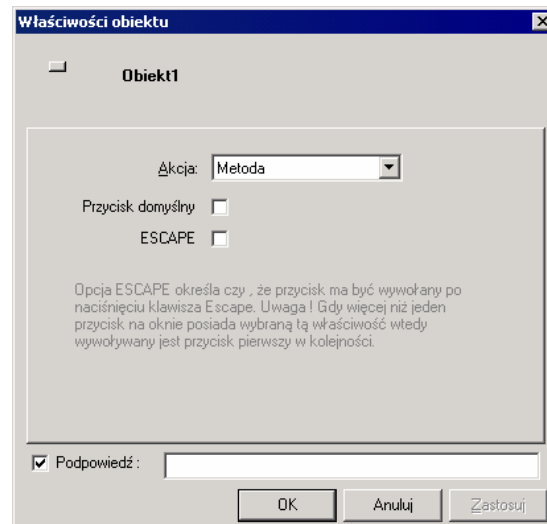 Właściwości obiektu
Obiekt1
Akcja: Metoda
Przycisk domyślny
ESCAPE
Opcja ESCAPE określa czy , że przycisk ma być wywołany po
naciśnięciu klawisza Escape. Uwaga ! Gdy więcej niż jeden
przycisk na oknie posiada wybraną tą właściwość wtedy
wywoływany jest przycisk pierwszy w kolejności.
Podpowiedź :
OK Anuluj Zastosuj